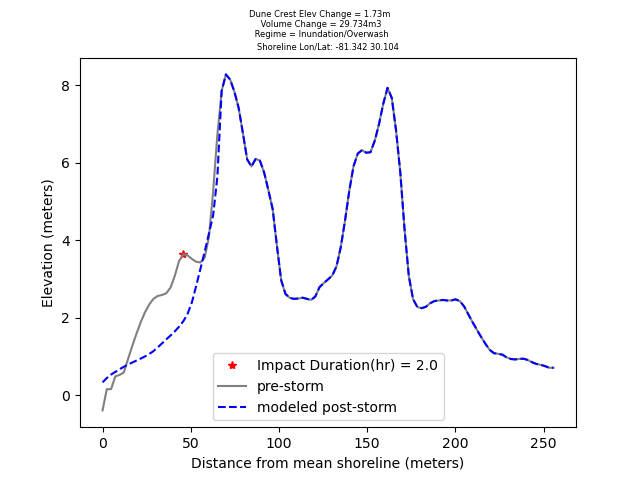 Dune Crest Elev Change = 1.73m
Volume Change = 29.734m3
Regime = Inundation/Overwash
Shoreline Lon/Lat: -81.342 30.104
8
6
4
2
0
Elevation (meters)
Impact Duration(hr) = 2.0
pre-storm
modeled post-storm
0
50
100
150
200
250
Distance from mean shoreline (meters)